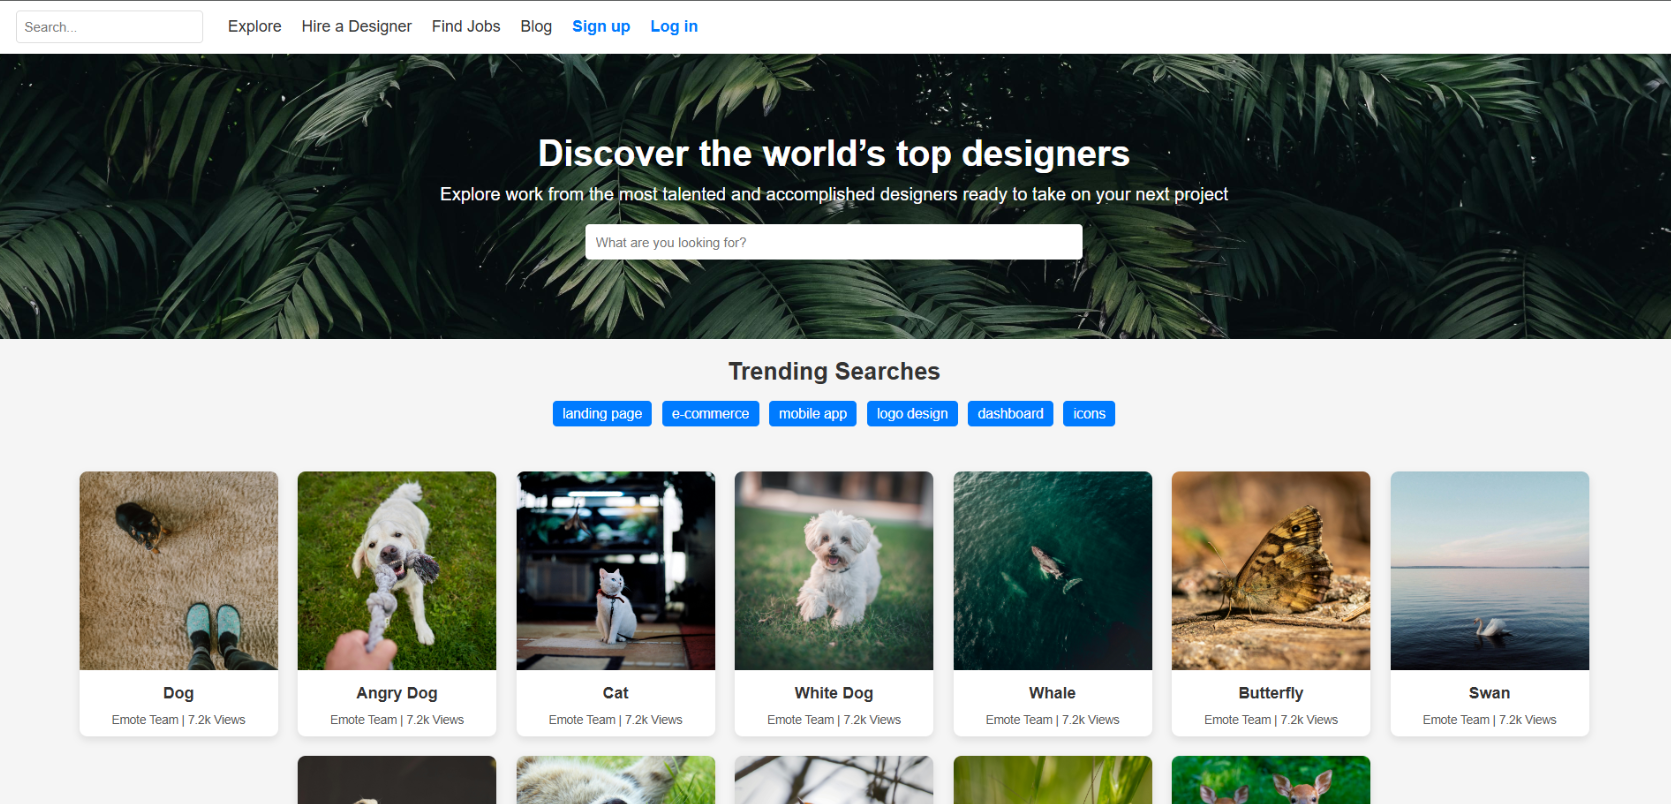 Search...
Explore
Hire a Designer
Find Jobs
Blog
Sign up
Log in
Discover the world’s top designers
Explore work from the most talented and accomplished designers ready to take on your next project
What are you looking for?
Trending Searches
landing page
e-commerce
mobile app
logo design
dashboard
icons
Dog
Emote Team | 7.2k Views
Angry Dog
Emote Team | 7.2k Views
Cat
Emote Team | 7.2k Views
White Dog
Emote Team | 7.2k Views
Whale
Emote Team | 7.2k Views
Butterfly
Emote Team | 7.2k Views
Swan
Emote Team | 7.2k Views